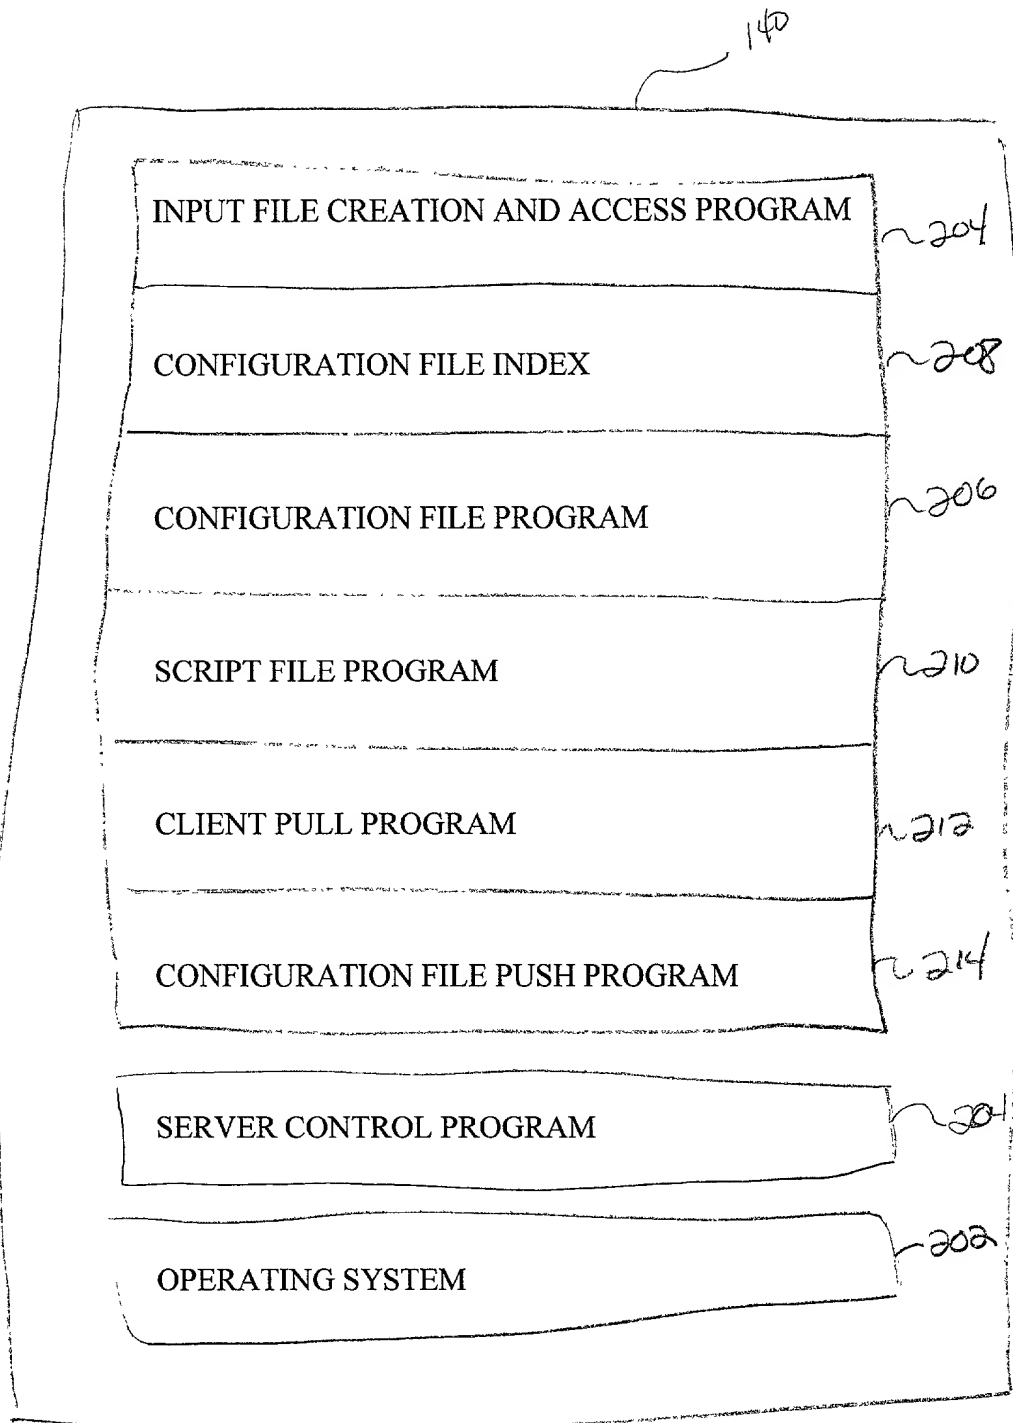 140
INPUT FILE CREATION AND ACCESS PROGRAM
204
CONFIGURATION FILE INDEX
208
CONFIGURATION FILE PROGRAM
206
SCRIPT FILE PROGRAM
210
CLIENT PULL PROGRAM
212
CONFIGURATION FILE PUSH PROGRAM
214
SERVER CONTROL PROGRAM
201
OPERATING SYSTEM
202